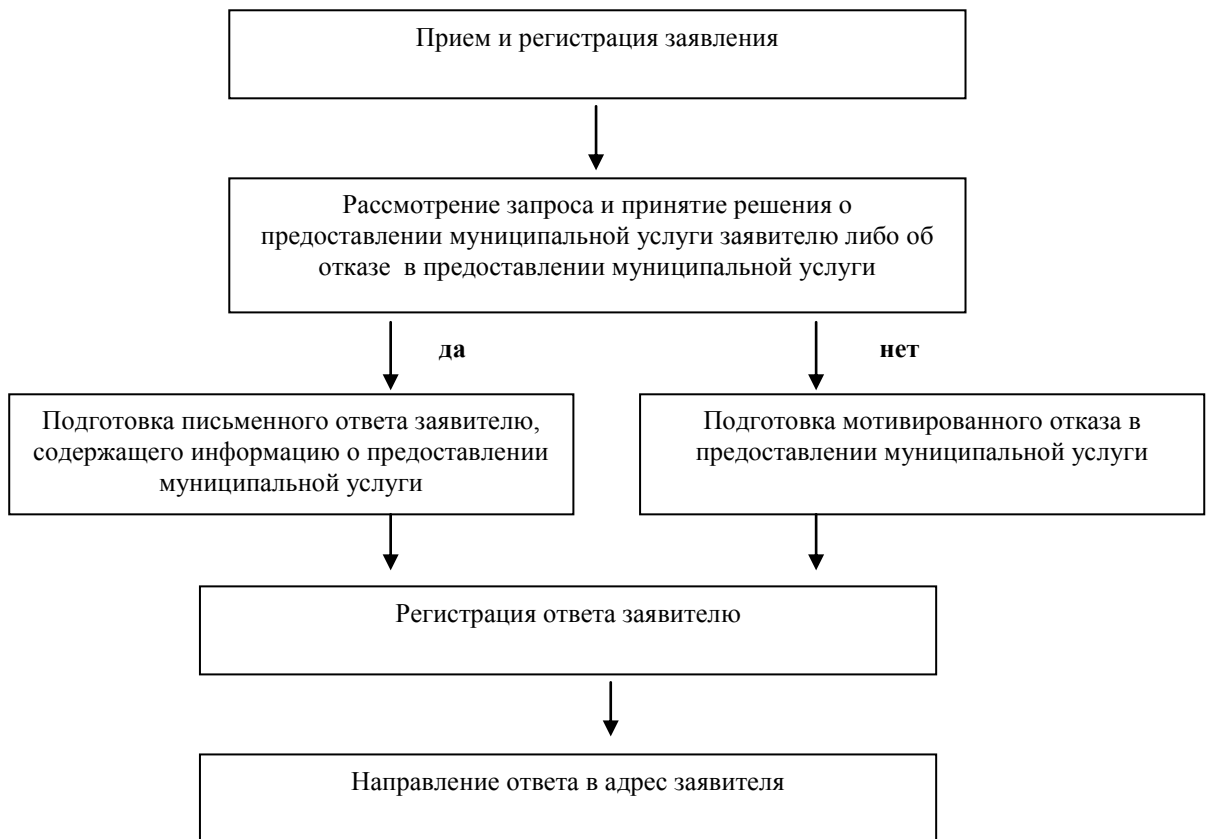 Прием и регистрация заявления
Рассмотрение запроса и принятие решения о
предоставлении муниципальной услуги заявителю либо об
отказе в предоставлении муниципальной услуги
да
нет
Подготовка письменного ответа заявителю,
содержащего информацию о предоставлении
муниципальной услуги
Подготовка мотивированного отказа в
предоставлении муниципальной услуги
Регистрация ответа заявителю
Направление ответа в адрес заявителя